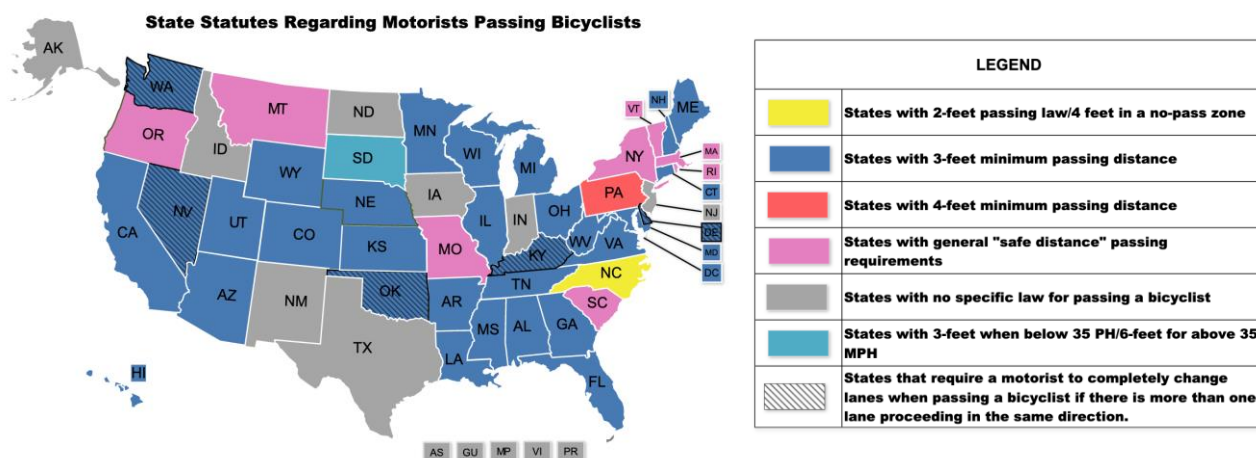 State Statutes Regarding Motorists Passing Bicyclists
AK
WA
MT
ND
MN
OR
ID
SD
WI
MI
NY
VT
NH
ME
MA
RI
CT
NJ
DE
MD
DC
WY
NE
IA
PA
NV
UT
CO
KS
MO
IL
IN
OH
WV
VA
KY
CA
AZ
NM
OK
AR
TN
NC
SC
TX
LA
MS
AL
GA
FL
HI
AS
GU
MP
VI
PR
LEGEND
States with 2-feet passing law/4 feet in a no-pass zone
States with 3-feet minimum passing distance
States with 4-feet minimum passing distance
States with general "safe distance" passing
requirements
States with no specific law for passing a bicyclist
States with 3-feet when below 35 PH/6-feet for above 35
MPH
States that require a motorist to completely change
lanes when passing a bicyclist if there is more than one
lane proceeding in the same direction.